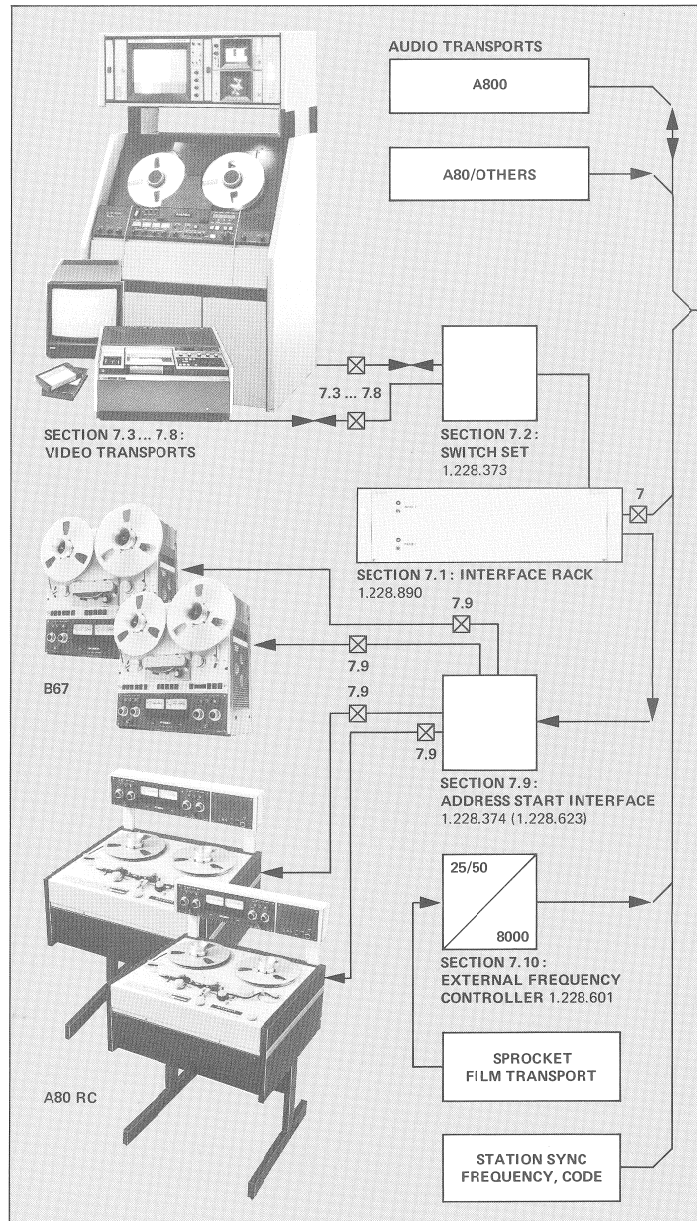 AUDIO TRANSPORTS
A800
A80/OTHERS
7.3 ... 7.8
SECTION 7.3 ... 7.8:
VIDEO TRANSPORTS
SECTION 7.2:
SWITCH SET
1.228.373
7
SECTION 7.1: INTERFACE RACK
1.228.890
7.9
7.9
B67
7.9
7.9
SECTION 7.9:
ADDRESS START INTERFACE
1.228.374 (1.228.623)
25/50
8000
SECTION 7.10:
EXTERNAL FREQUENCY
CONTROLLER 1.228.601
SPROCKET
FILM TRANSPORT
A80 RC
STATION SYNC
FREQUENCY, CODE